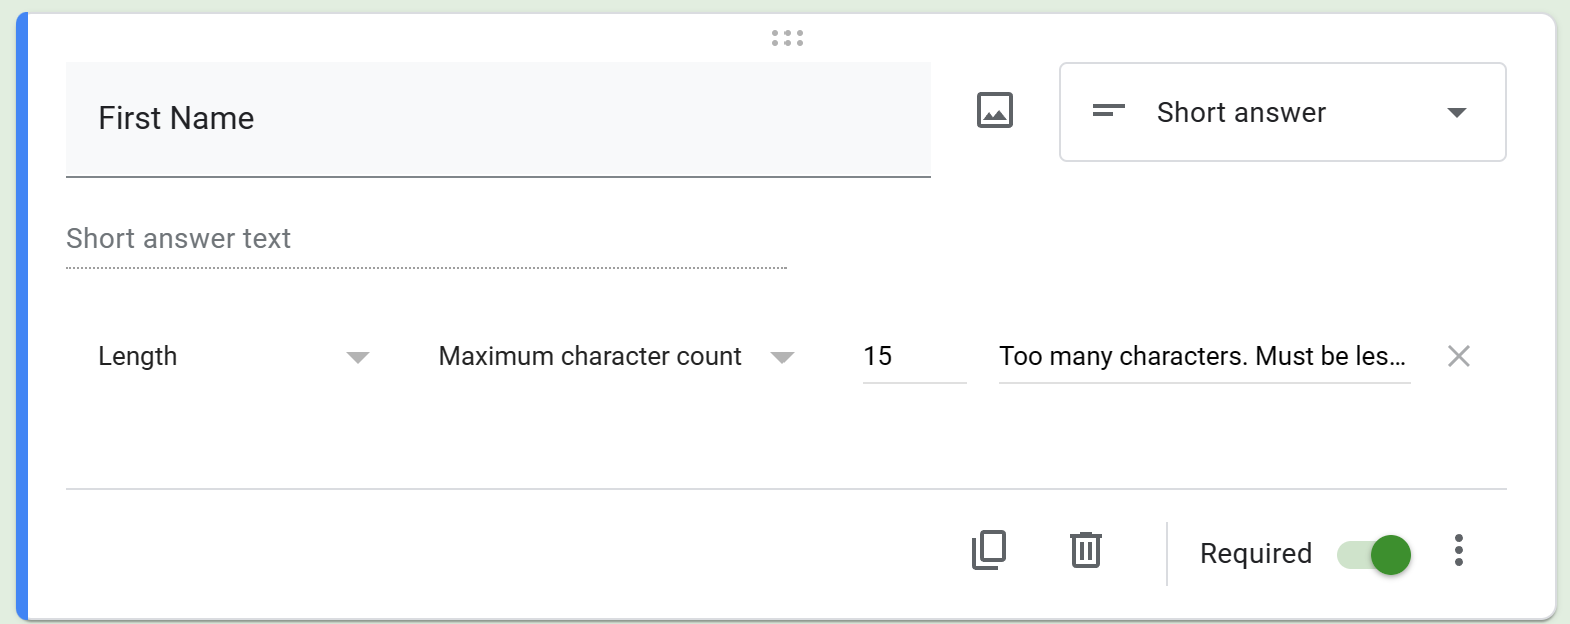 First Name
Short answer
Short answer text
Length
Maximum character count
15
Too many characters. Must be les...
Required